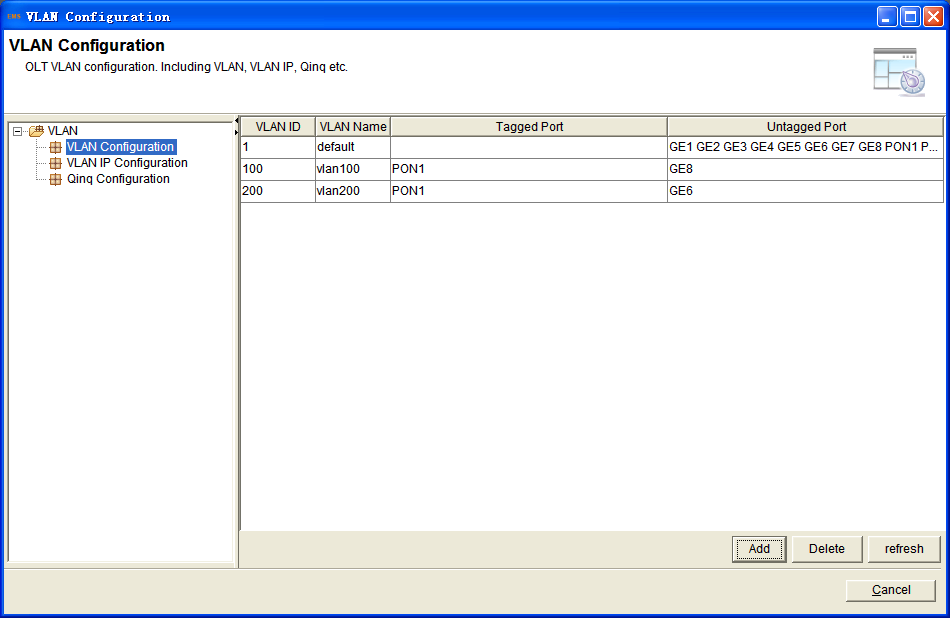 EMS VLAN Configuration
VLAN Configuration
OLT VLAN configuration. Including VLAN, VLAN IP, Qinq etc.
VLAN
VLAN Configuration
VLAN IP Configuration
Qinq Configuration
VLAN ID VLAN Name Tagged Port Untagged Port
1 default GE1 GE2 GE3 GE4 GE5 GE6 GE7 GE8 PON1 P...
100 vlan100 PON1 GE8
200 vlan200 PON1 GE6
Add Delete refresh
Cancel